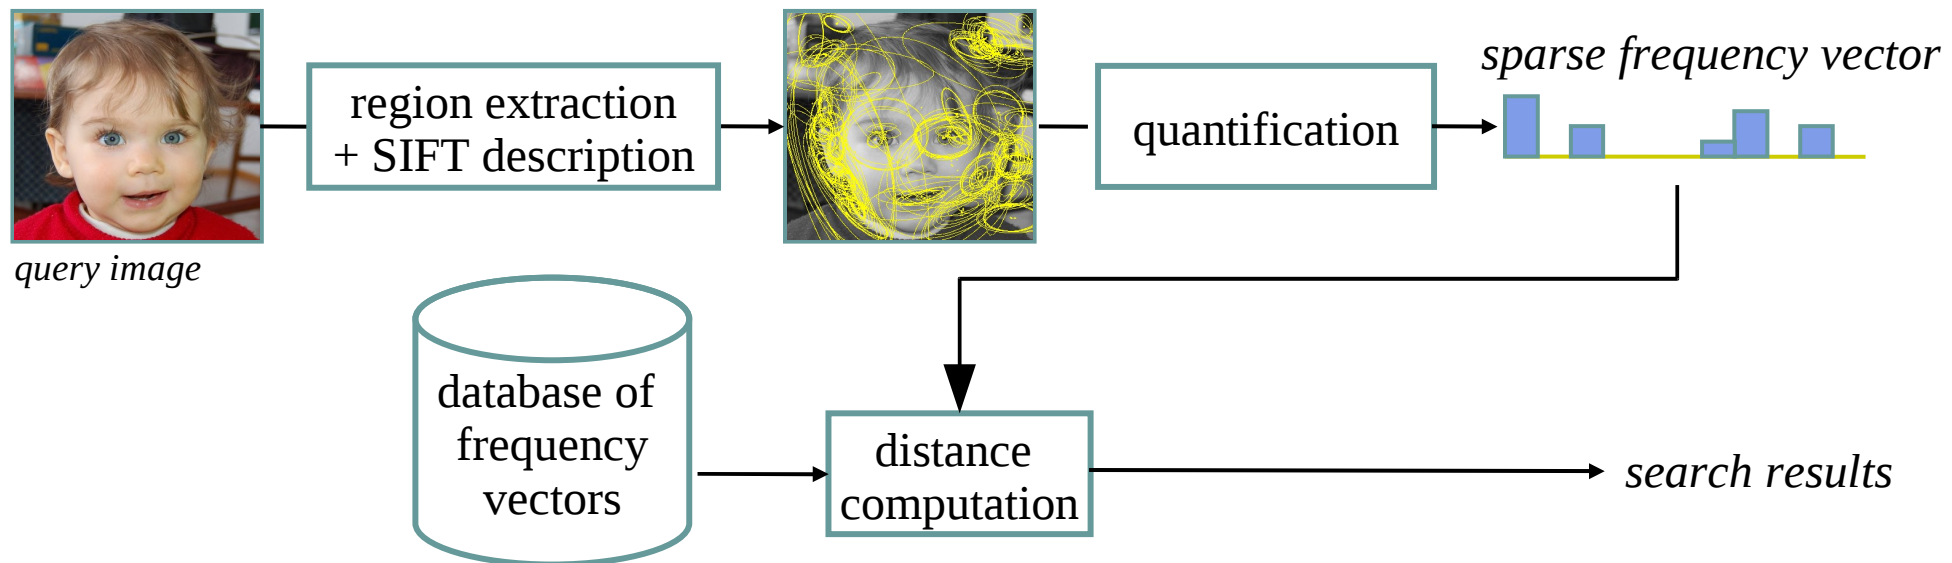 sparse frequency vector
region extraction
+ SIFT description
quantification
query image
database of
frequency
vectors
distance
computation
search results